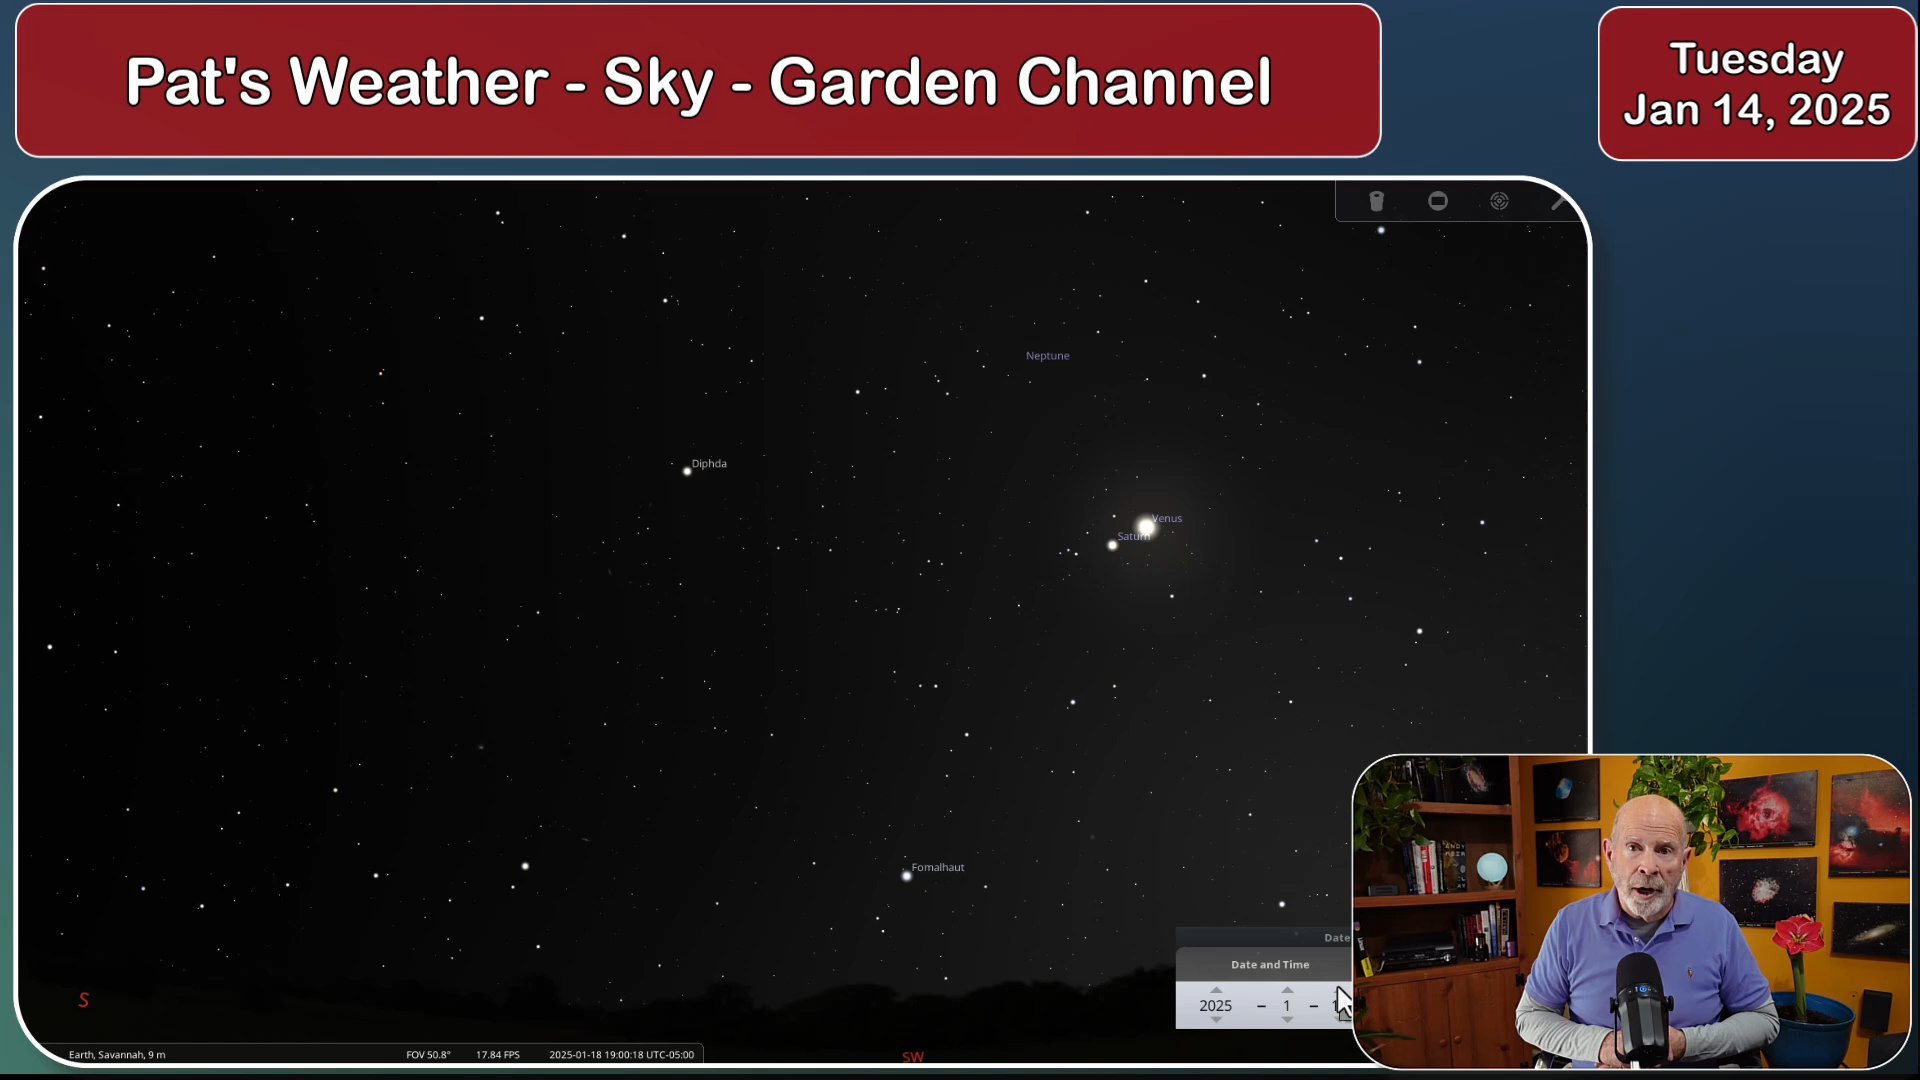 Pat's Weather - Sky - Garden Channel
Tuesday
Jan 14, 2025
Neptune
Diphda
Venus
Saturn
Fomalhaut
Date
Date and Time
2025 - 1 -
S
Earth, Savannah, 9 m FOV 50.8° 17.84 FPS 2025-01-18 19:00:18 UTC-05:00
SW